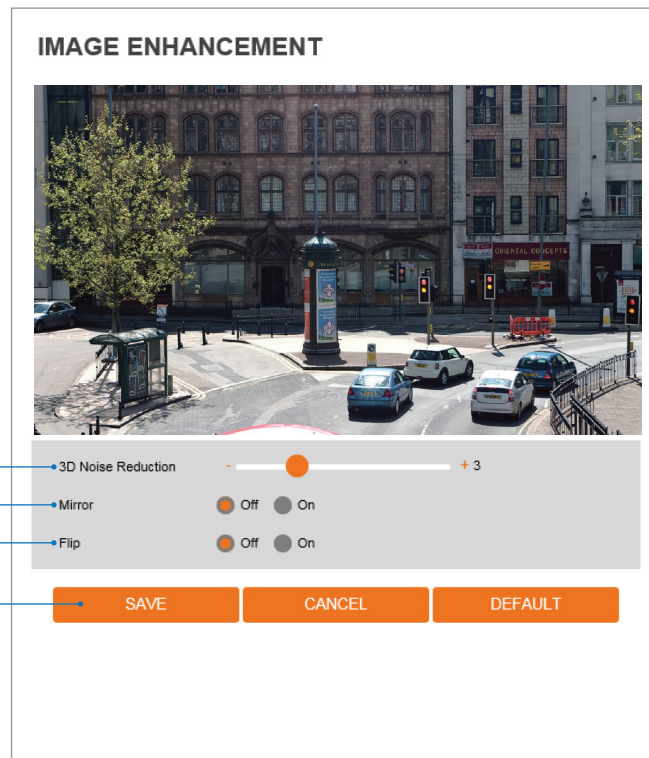 IMAGE ENHANCEMENT
ORIENTAL CONCEPTS
3D Noise Reduction - + 3
Mirror Off On
Flip Off On
SAVE CANCEL DEFAULT